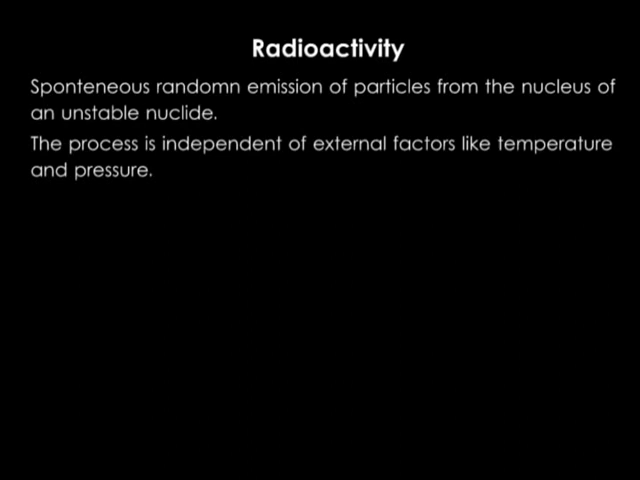 Radioactivity
Sponteneous randomn emission of particles from the nucleus of
an unstable nuclide.
The process is independent of external factors like temperature
and pressure.